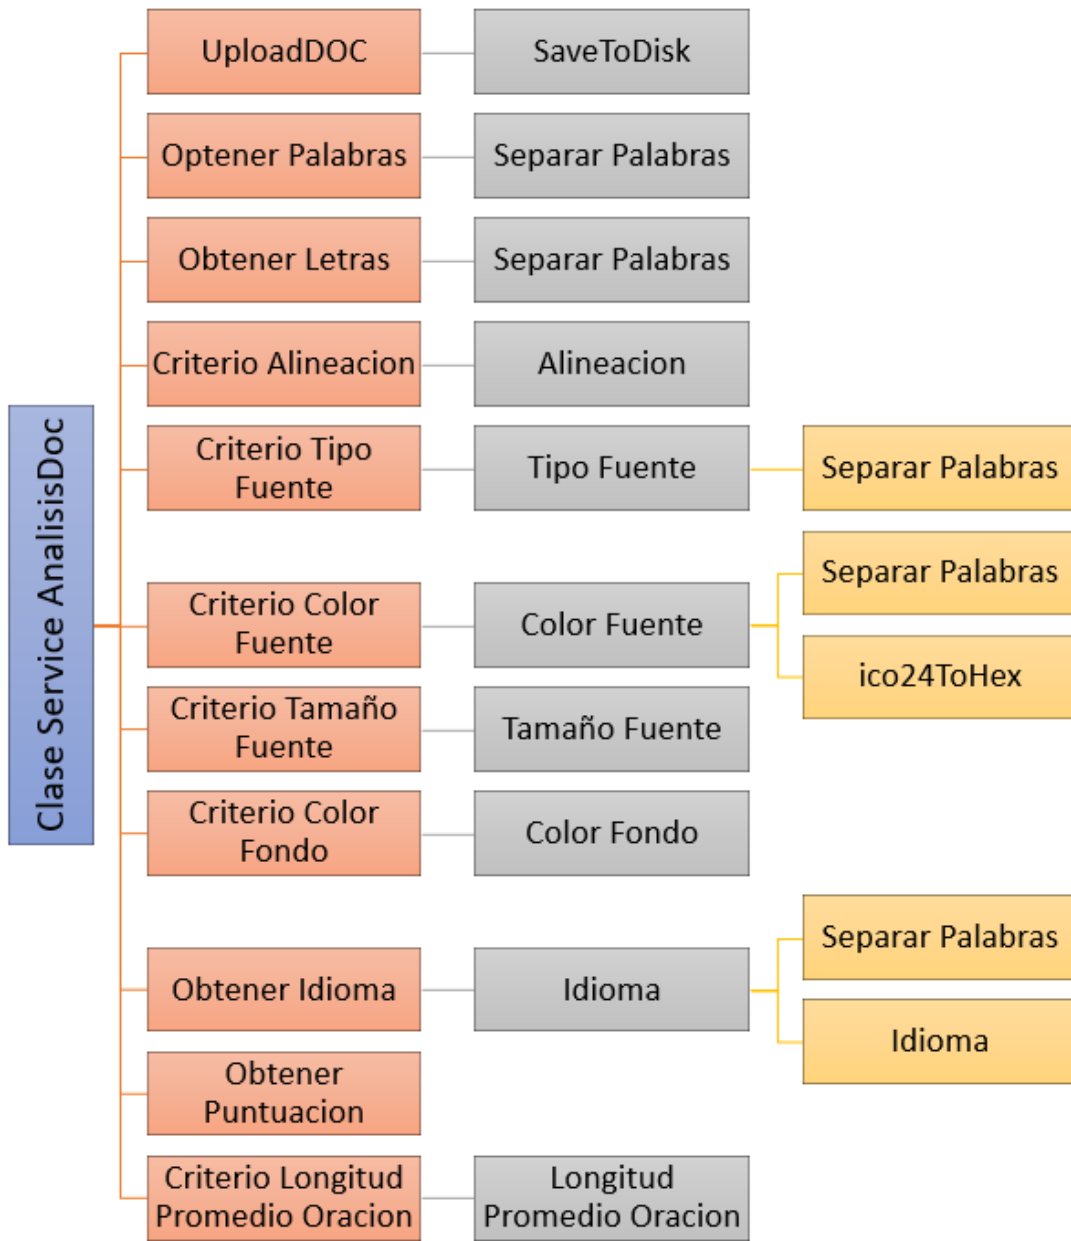 UploadDOC
SaveToDisk
Optener Palabras
Separar Palabras
Obtener Letras
Separar Palabras
Criterio Alineacion
Alineacion
Clase Service AnalisisDoc
Criterio Tipo
Fuente
Tipo Fuente
Separar Palabras
Criterio Color
Fuente
Color Fuente
Separar Palabras
ico24ToHex
Criterio Tamaño
Fuente
Tamaño Fuente
Criterio Color
Fondo
Color Fondo
Obtener Idioma
Idioma
Separar Palabras
Idioma
Obtener
Puntuacion
Criterio Longitud
Promedio Oracion
Longitud
Promedio Oracion